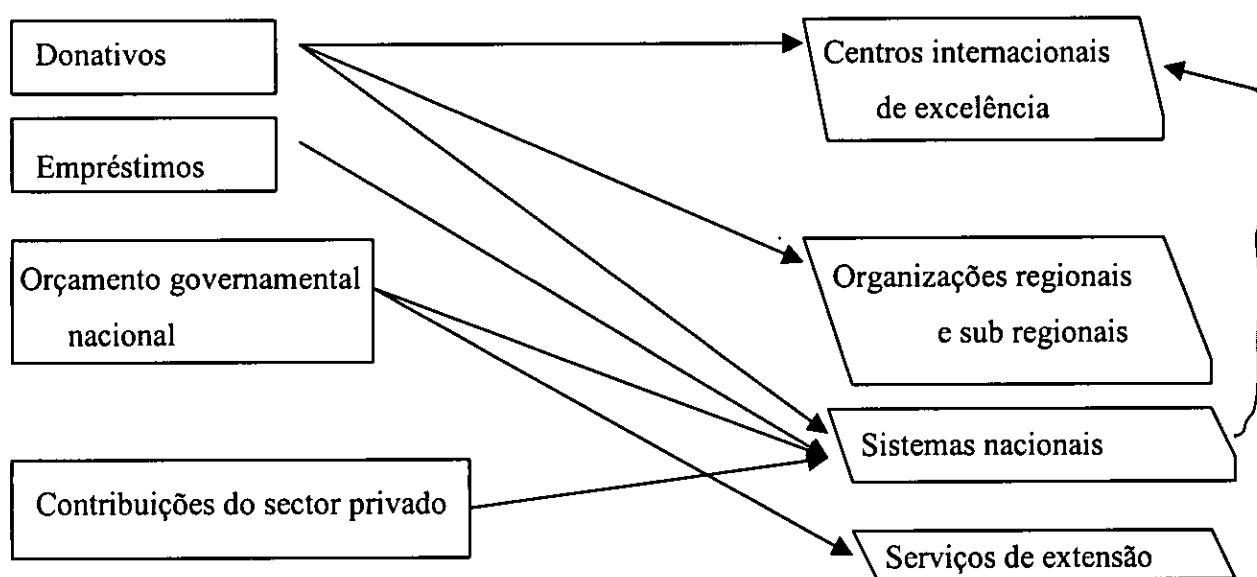 Donativos
Empréstimos
Orçamento governamental
nacional
Contribuições do sector privado
Centros internacionais
de excelência
Organizações regionais
e sub regionais
Sistemas nacionais
Serviços de extensão